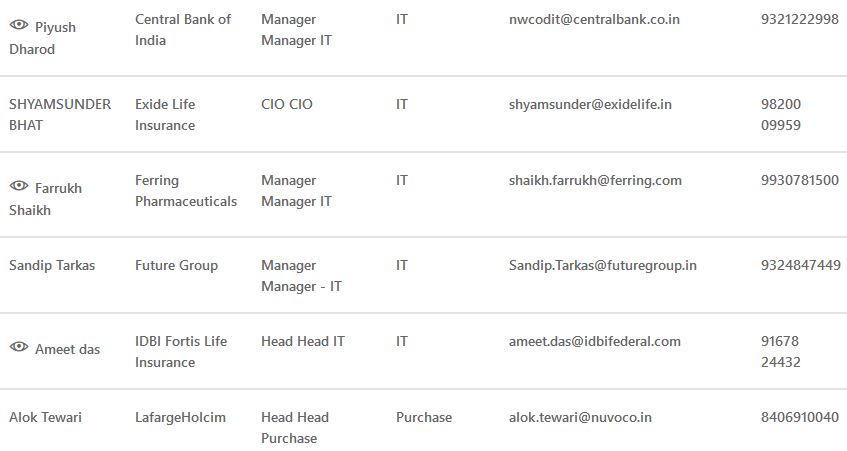 Piyush Dharod Central Bank of India Manager Manager IT IT nwcodit@centralbank.co.in 9321222998
SHYAMSUNDER BHAT Exide Life Insurance CIO CIO IT shyamsunder@exidelife.in 98200 09959
Farrukh Shaikh Ferring Pharmaceuticals Manager Manager IT IT shaikh.farrukh@ferring.com 9930781500
Sandip Tarkas Future Group Manager Manager - IT IT Sandip.Tarkas@futuregroup.in 9324847449
Ameet das IDBI Fortis Life Insurance Head Head IT IT ameet.das@idbifederal.com 91678 24432
Alok Tewari LafargeHolcim Head Head Purchase Purchase alok.tewari@nuvoco.in 8406910040